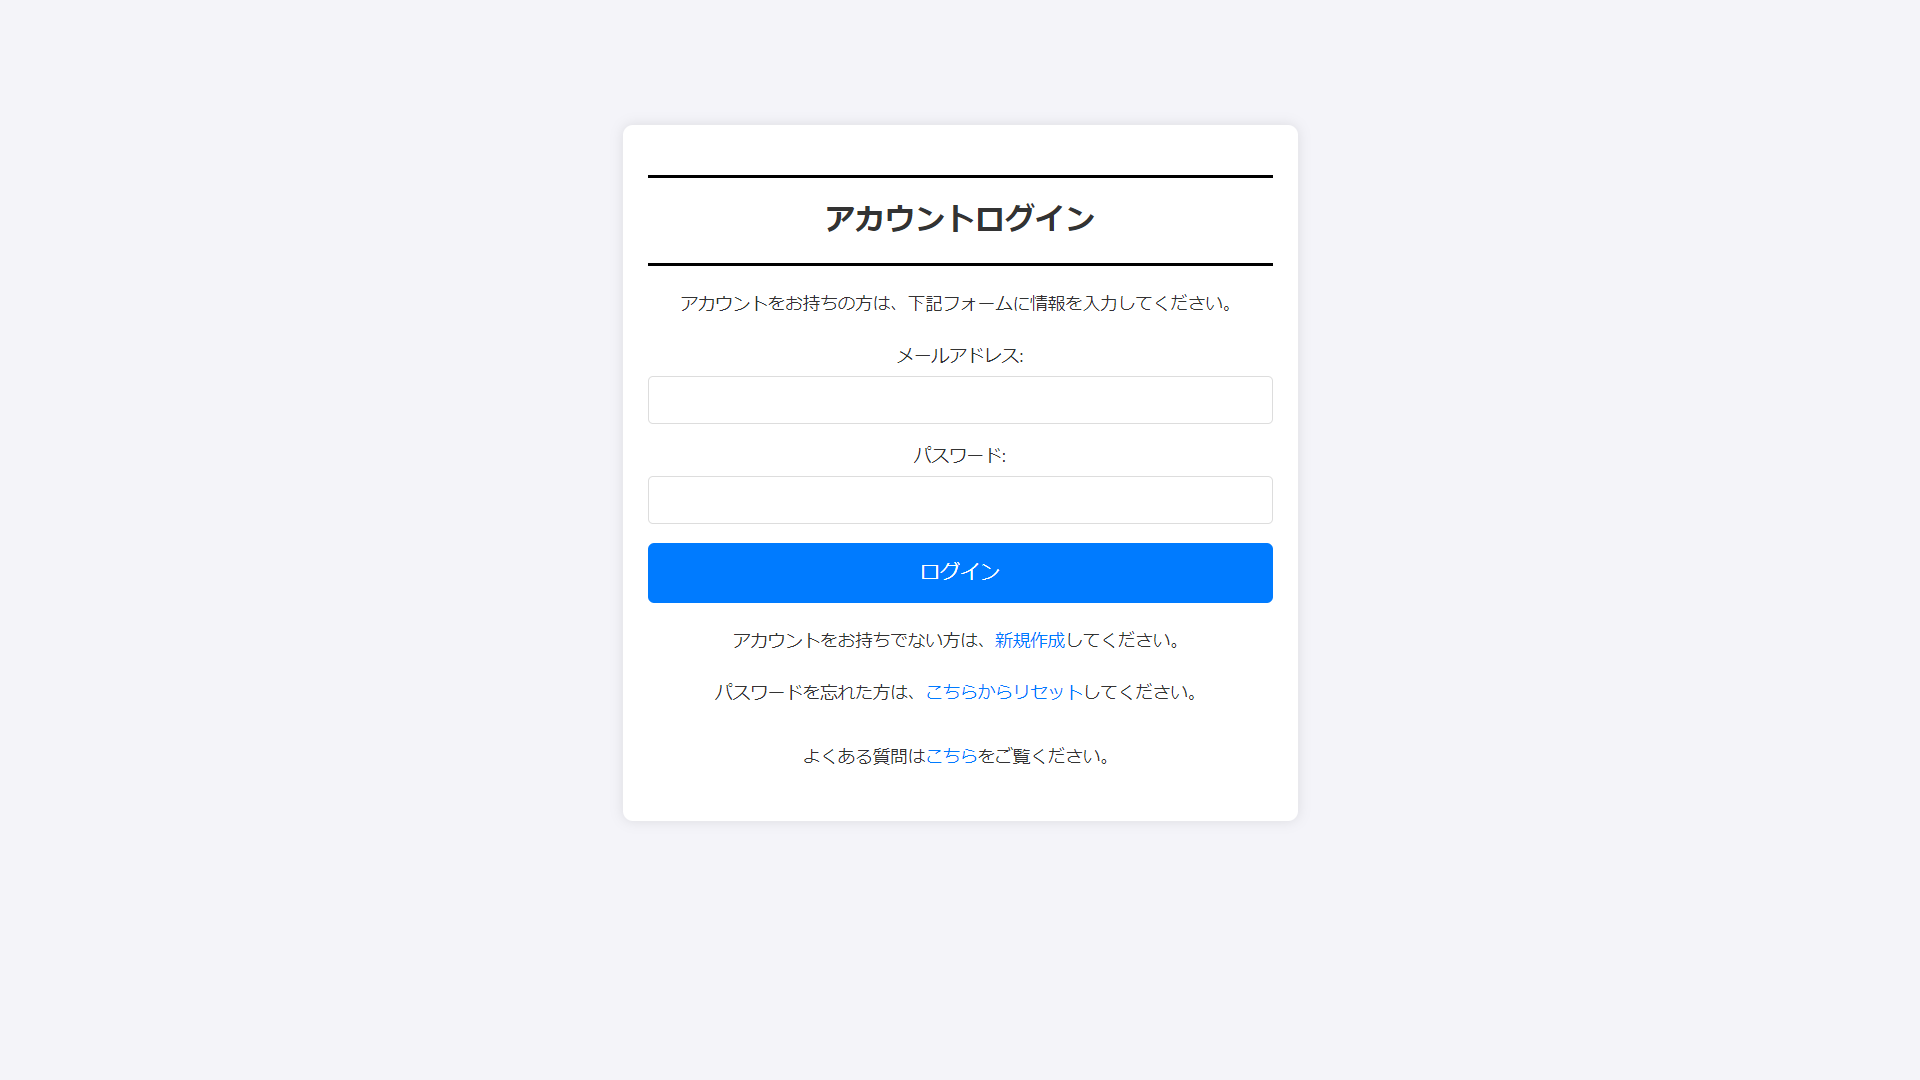 アカウントログイン
アカウントをお持ちの方は、下記フォームに情報を入力してください。
メールアドレス:
パスワード:
ログイン
アカウントをお持ちでない方は、新規作成してください。
パスワードを忘れた方は、こちらからリセットしてください。
よくある質問はこちらをご覧ください。